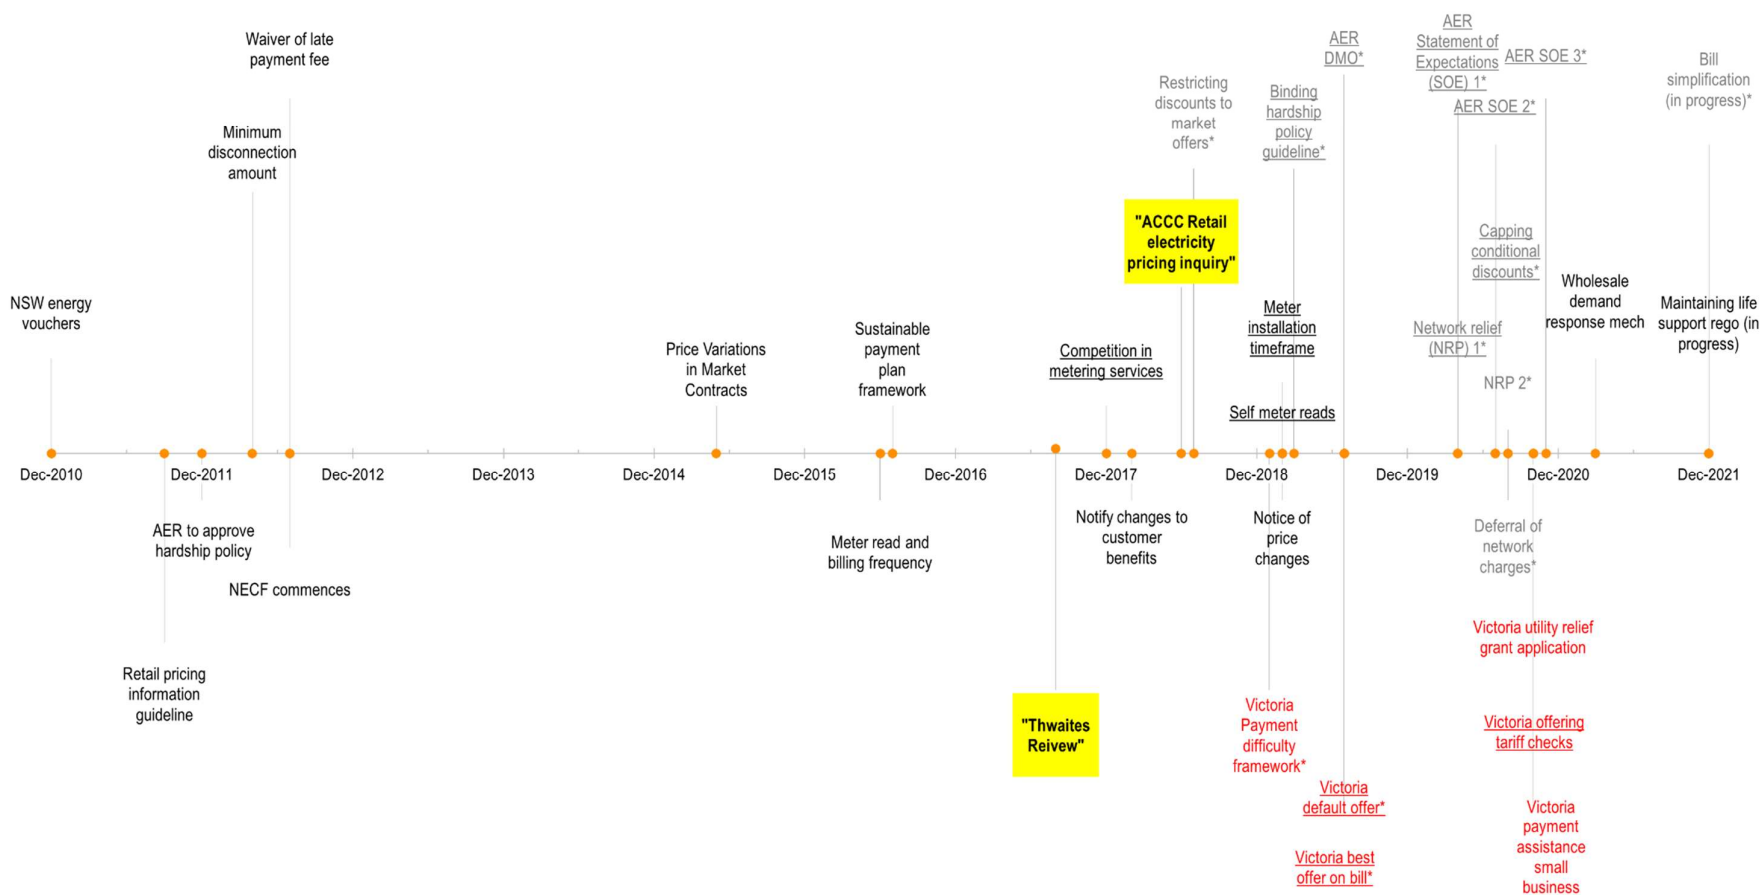 Waiver of late
payment fee
Minimum
disconnection
amount
NSW energy
vouchers
Price Variations
in Market
Contracts
Sustainable
payment
plan
framework
Competition in
metering services
Restricting
discounts to
market
offers*
"ACCC Retail
electricity
pricing inquiry"
Binding
hardship
policy
guideline*
AER
DMO*
Meter
installation
timeframe
Self meter reads
AER
Statement of
Expectations
(SOE) 1*
AER SOE 3*
AER SOE 2*
Capping
conditional
discounts*
Network relief
(NRP) 1*
NRP 2*
Wholesale
demand
response mech
Bill
simplification
(in progress)*
Maintaining life
support rego (in
progress)
Dec-2010
Dec-2011
Dec-2012
Dec-2013
Dec-2014
Dec-2015
Dec-2016
Dec-2017
Dec-2018
Dec-2019
Dec-2020
Dec-2021
AER to approve
hardship policy
NECF commences
Retail pricing
information
guideline
Meter read and
billing frequency
"Thwaites
Reivew"
Notify changes to
customer
benefits
Notice of
price
changes
Victoria
Payment
difficulty
framework*
Victoria
default offer*
Victoria best
offer on bill*
Deferral of
network
charges*
Victoria utility relief
grant application
Victoria offering
tariff checks
Victoria
payment
assistance
small
business